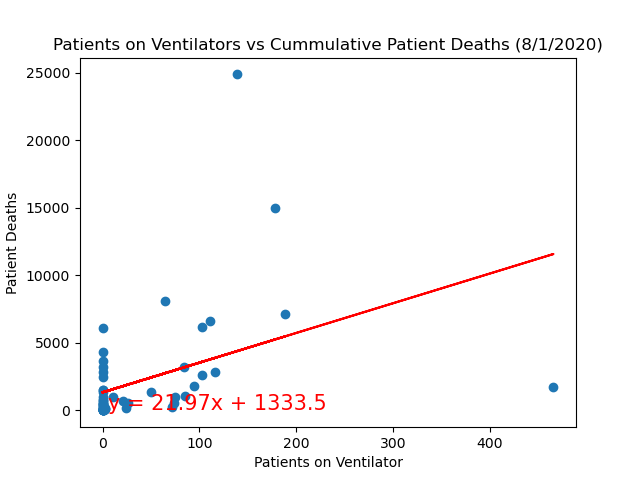 Patients on Ventilators vs Cummulative Patient Deaths (8/1/2020)
25000
20000
15000
10000
5000
0
Patient Deaths
y = 21.97x + 1333.5
0 100 200 300 400
Patients on Ventilator